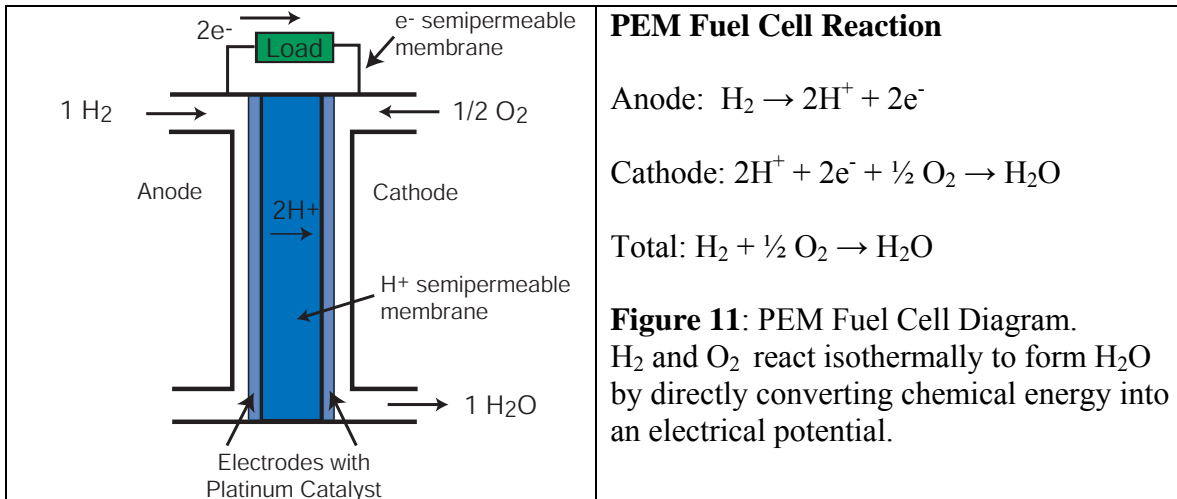 2e-
Load
e- semipermeable
membrane
1 H₂
1/2 O₂
Anode
Cathode
2H+
H+ semipermeable
membrane
1 H₂O
Electrodes with
Platinum Catalyst
PEM Fuel Cell Reaction
Anode: H₂ → 2H⁺ + 2e⁻
Cathode: 2H⁺ + 2e⁻ + ½ O₂ → H₂O
Total: H₂ + ½ O₂ → H₂O
Figure 11: PEM Fuel Cell Diagram.
H₂ and O₂ react isothermally to form H₂O
by directly converting chemical energy into
an electrical potential.